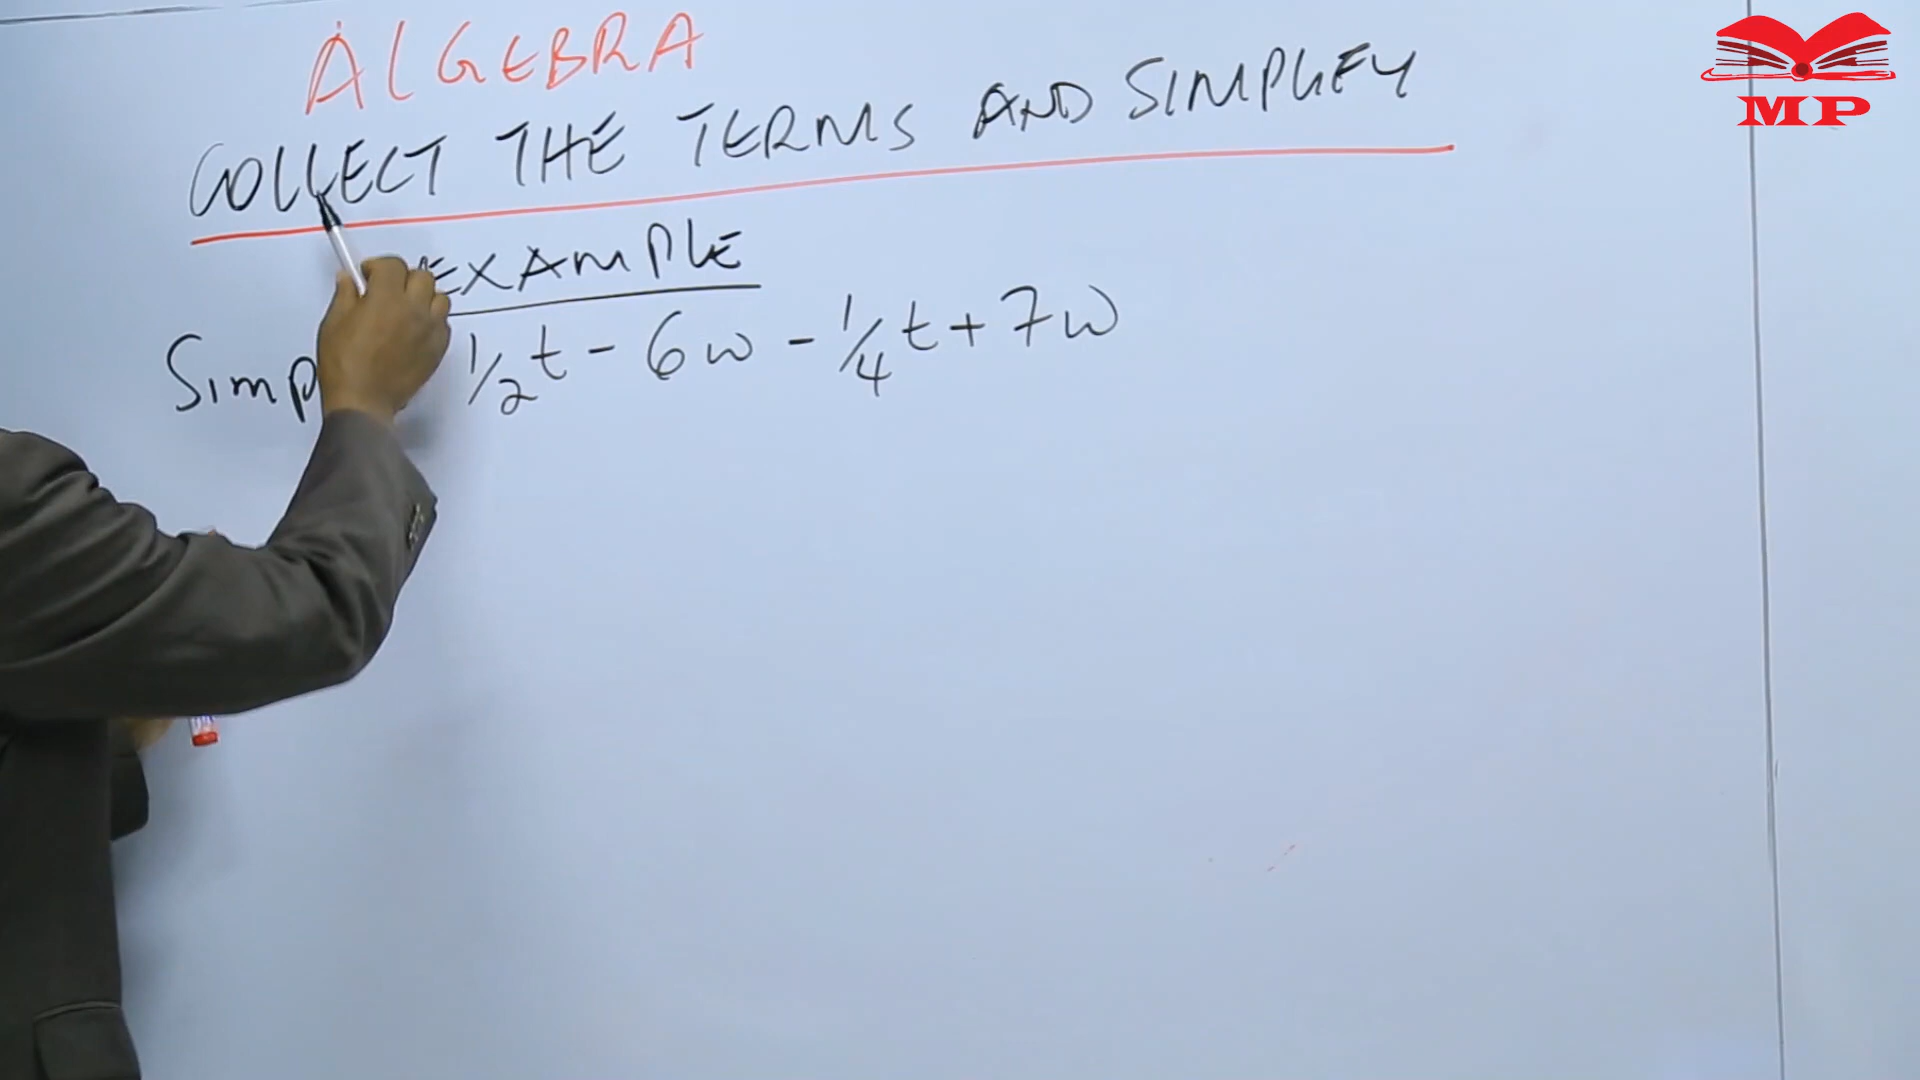 ALGEBRA
COLLECT THE TERMS AND SIMPLIFY
EXAMPLE
Simp 1/2t - 6w - 1/4t + 7w
MP